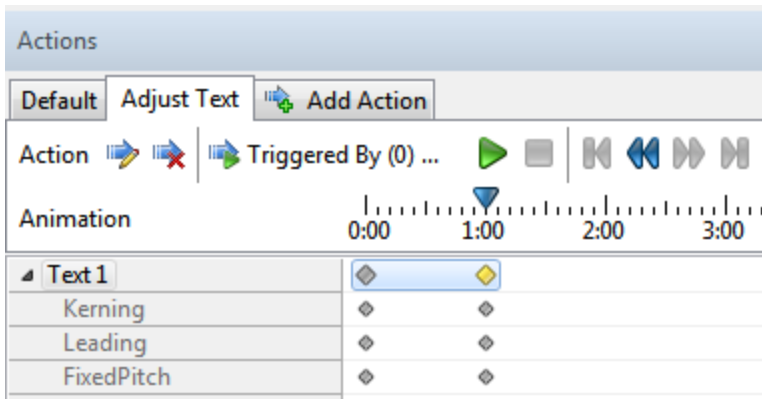 Actions
Default Adjust Text Add Action
Action Triggered By (0) ...
Animation 0:00 1:00 2:00 3:00
Text 1
Kerning
Leading
FixedPitch